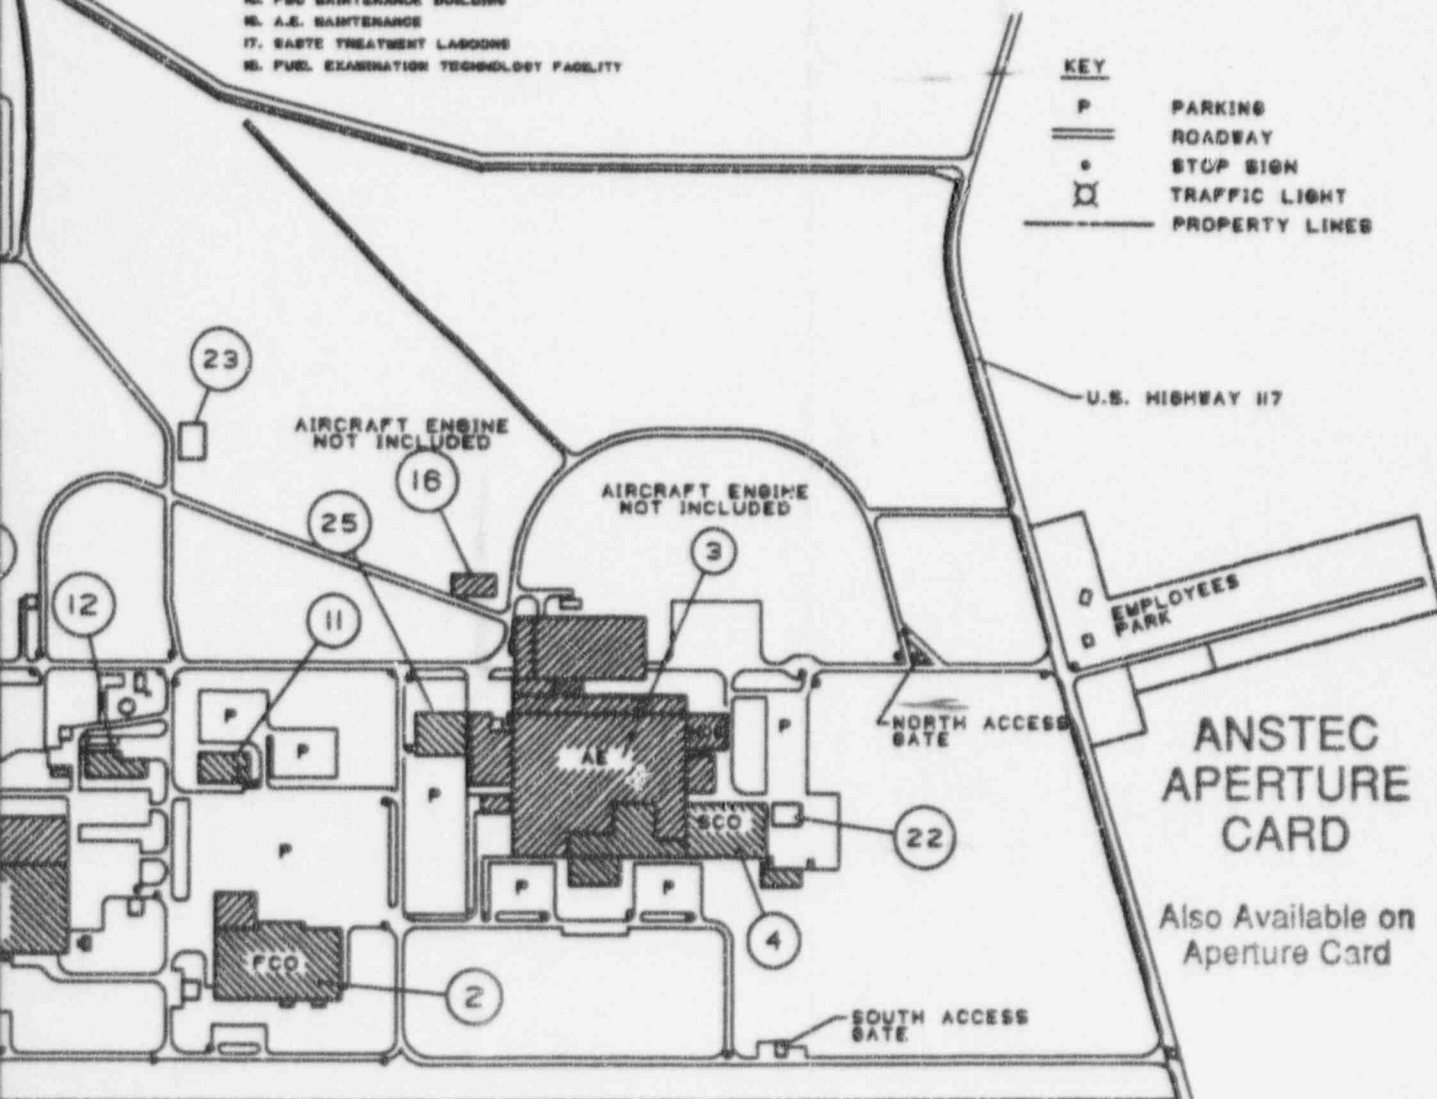 MAINTENANCE BUILDING
16. A.E. MAINTENANCE
17. WASTE TREATMENT LAGOONS
18. FUEL EXAMINATION TECHNOLOGY FACILITY
KEY
P PARKING
ROADWAY
STOP SIGN
TRAFFIC LIGHT
PROPERTY LINES
23
U.S. HIGHWAY 117
AIRCRAFT ENGINE
NOT INCLUDED
16
AIRCRAFT ENGINE
NOT INCLUDED
25
3
12
11
EMPLOYEES
PARK
P
P
P
NORTH ACCESS
GATE
AE
P
SCO
22
P
P
P
4
FCO
2
SOUTH ACCESS
GATE
ANSTEC
APERTURE
CARD
Also Available on
Aperture Card